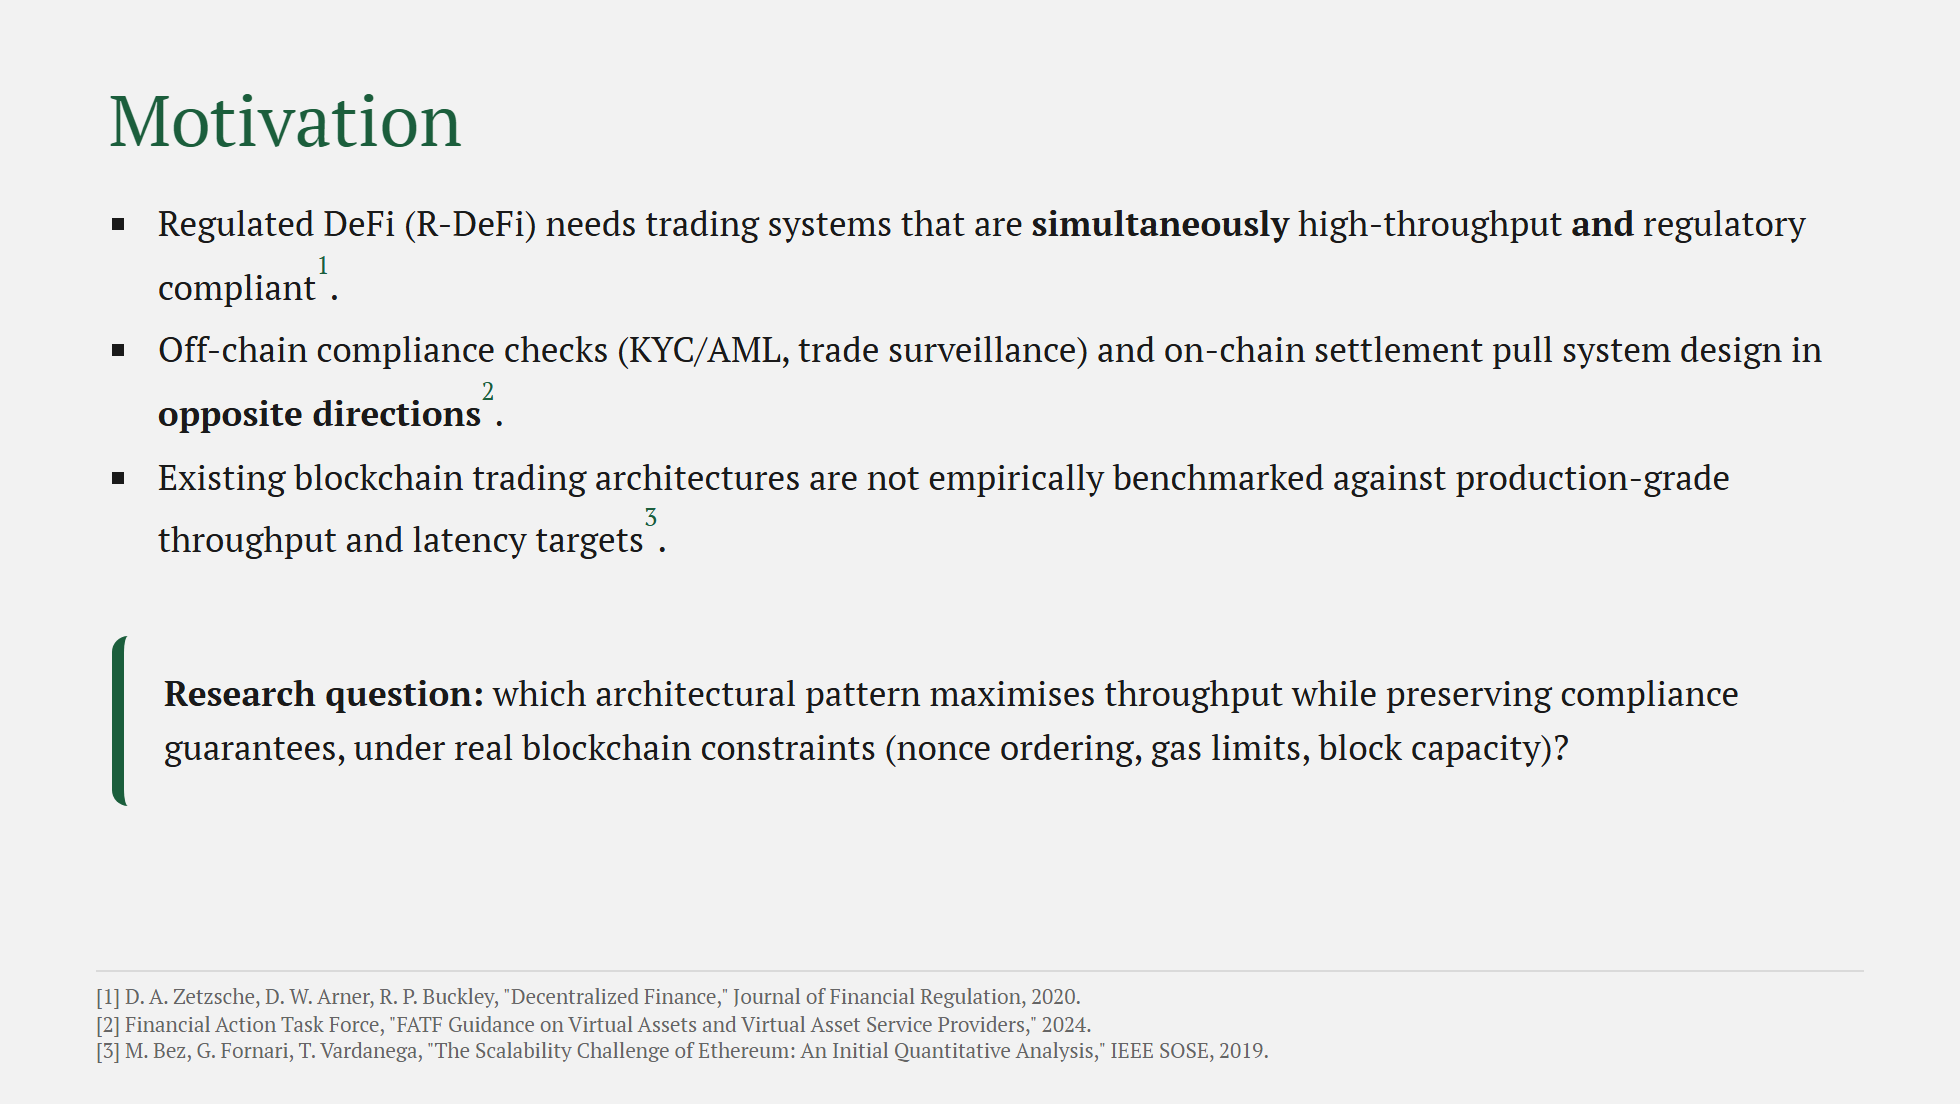 Motivation
▪ Regulated DeFi (R-DeFi) needs trading systems that are simultaneously high-throughput and regulatory
compliant1.
▪ Off-chain compliance checks (KYC/AML, trade surveillance) and on-chain settlement pull system design in
opposite directions2.
▪ Existing blockchain trading architectures are not empirically benchmarked against production-grade
throughput and latency targets3.
Research question: which architectural pattern maximises throughput while preserving compliance
guarantees, under real blockchain constraints (nonce ordering, gas limits, block capacity)?
[1] D. A. Zetzsche, D. W. Arner, R. P. Buckley, "Decentralized Finance," Journal of Financial Regulation, 2020.
[2] Financial Action Task Force, "FATF Guidance on Virtual Assets and Virtual Asset Service Providers," 2024.
[3] M. Bez, G. Fornari, T. Vardanega, "The Scalability Challenge of Ethereum: An Initial Quantitative Analysis," IEEE SOSE, 2019.